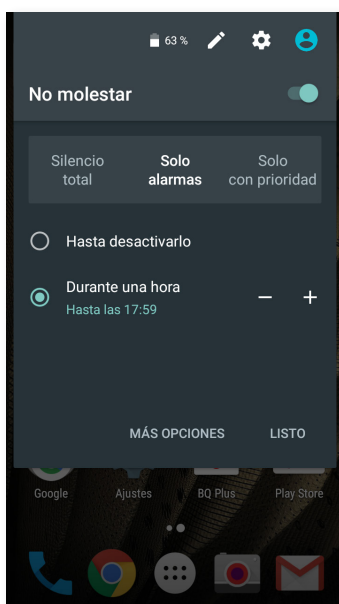 63 %
No molestar
Silencio
total
Solo
alarmas
Solo
con prioridad
Hasta desactivarlo
Durante una hora
Hasta las 17:59
MÁS OPCIONES
LISTO
Google
Ajustes
BQ Plus
Play Store